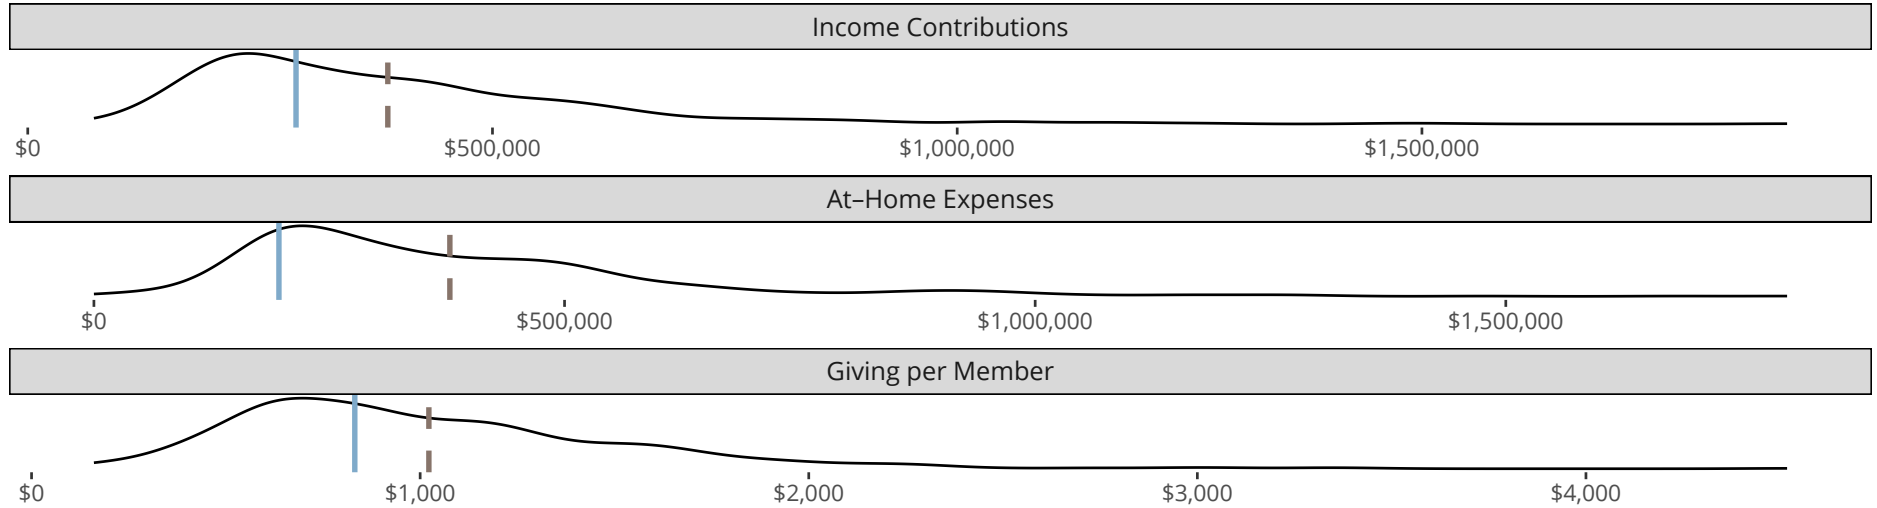 Income Contributions
$0 $500,000 $1,000,000 $1,500,000
At–Home Expenses
$0 $500,000 $1,000,000 $1,500,000
Giving per Member
$0 $1,000 $2,000 $3,000 $4,000